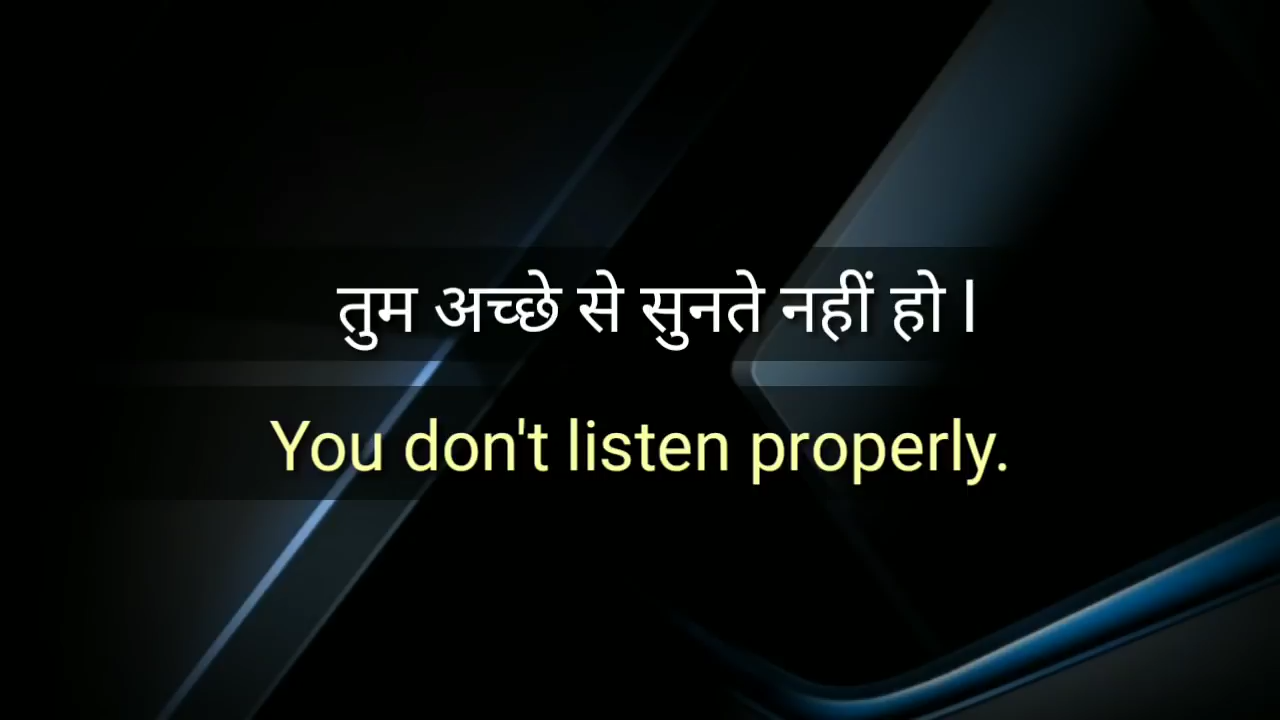 तुम अच्छे से सुनते नहीं हो l
You don't listen properly.